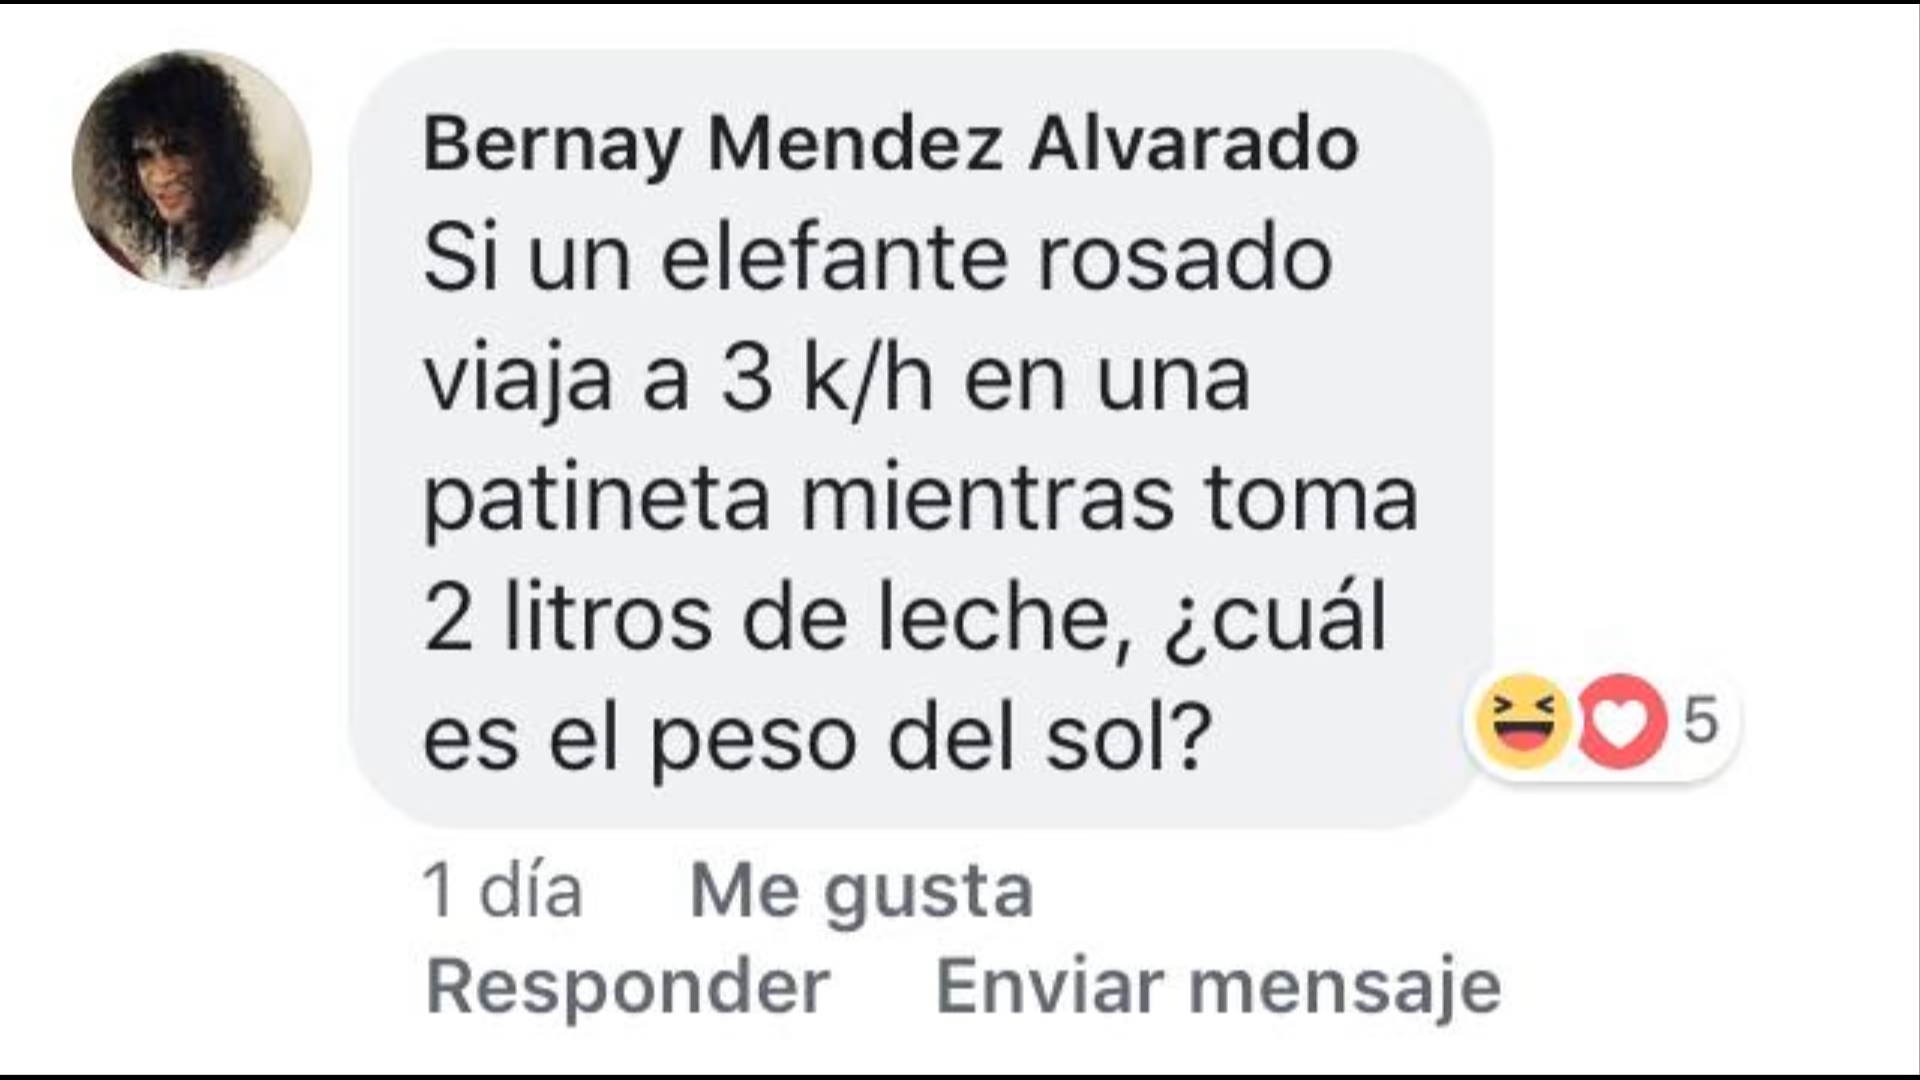 Bernay Mendez Alvarado
Si un elefante rosado
viaja a 3 k/h en una
patineta mientras toma
2 litros de leche, ¿cuál
es el peso del sol?
5
1 día Me gusta
Responder Enviar mensaje